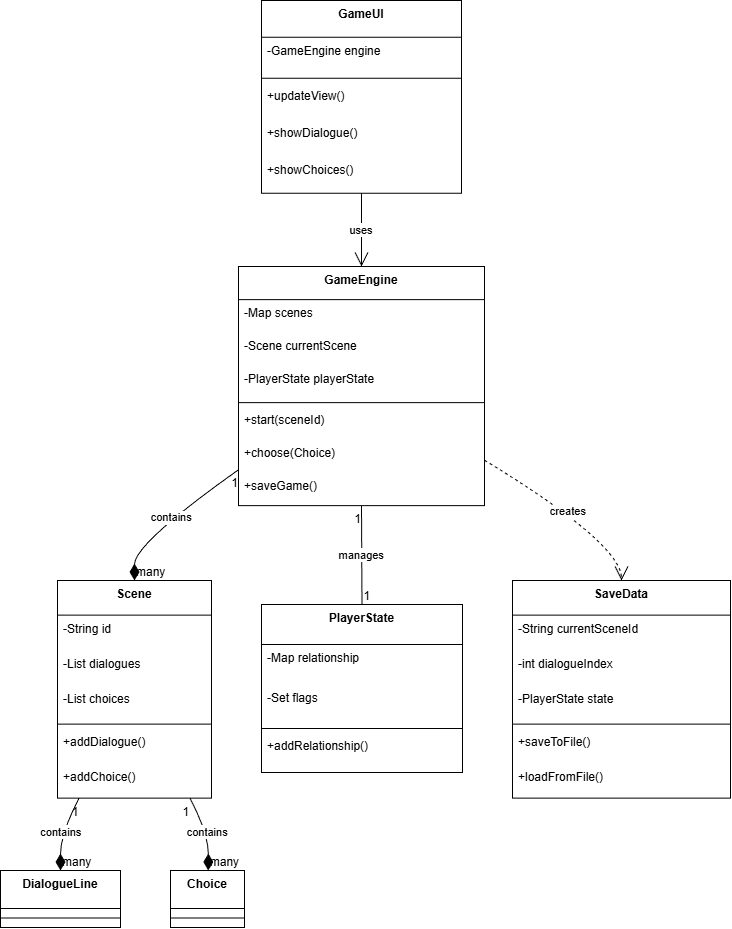 GameUI
-GameEngine engine
+updateView()
+showDialogue()
+showChoices()
uses
GameEngine
-Map scenes
-Scene currentScene
-PlayerState playerState
+start(sceneId)
+choose(Choice)
+saveGame()
1
contains
many
1
manages
1
creates
Scene
-String id
-List dialogues
-List choices
+addDialogue()
+addChoice()
PlayerState
-Map relationship
-Set flags
+addRelationship()
SaveData
-String currentSceneId
-int dialogueIndex
-PlayerState state
+saveToFile()
+loadFromFile()
1
contains
many
1
contains
many
DialogueLine
Choice